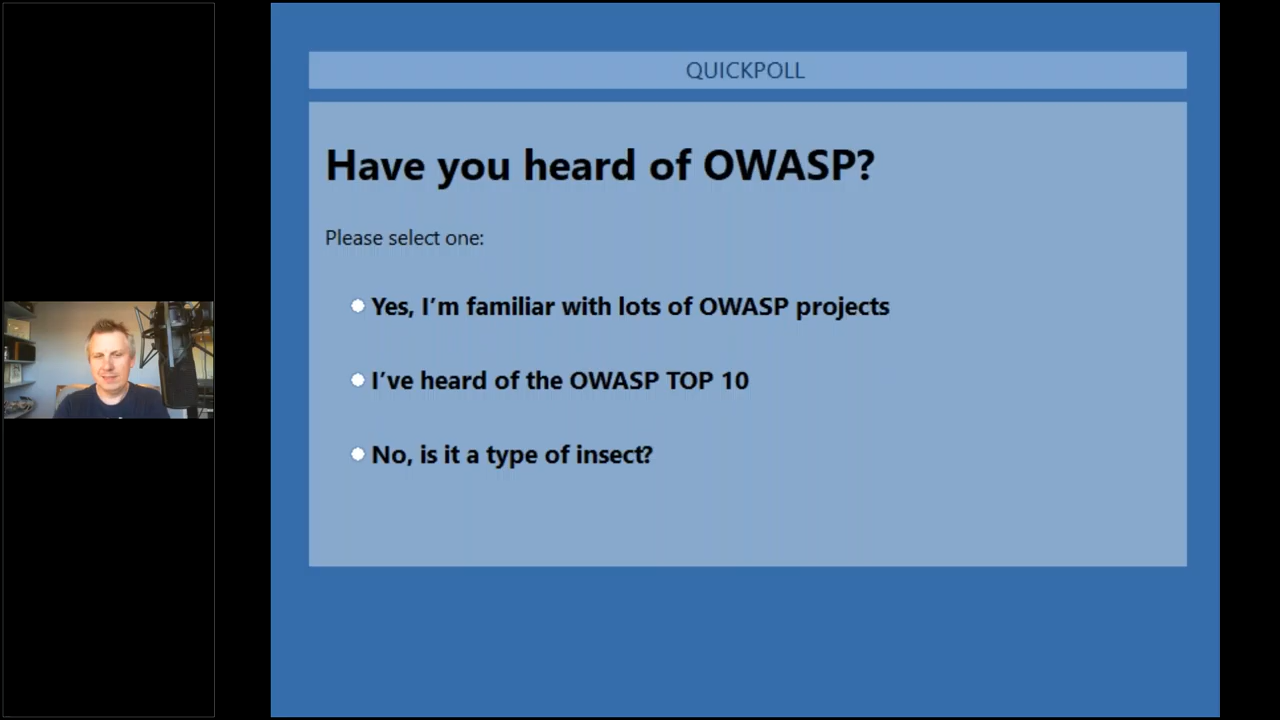 QUICKPOLL
Have you heard of OWASP?
Please select one:
Yes, I’m familiar with lots of OWASP projects
I’ve heard of the OWASP TOP 10
No, is it a type of insect?